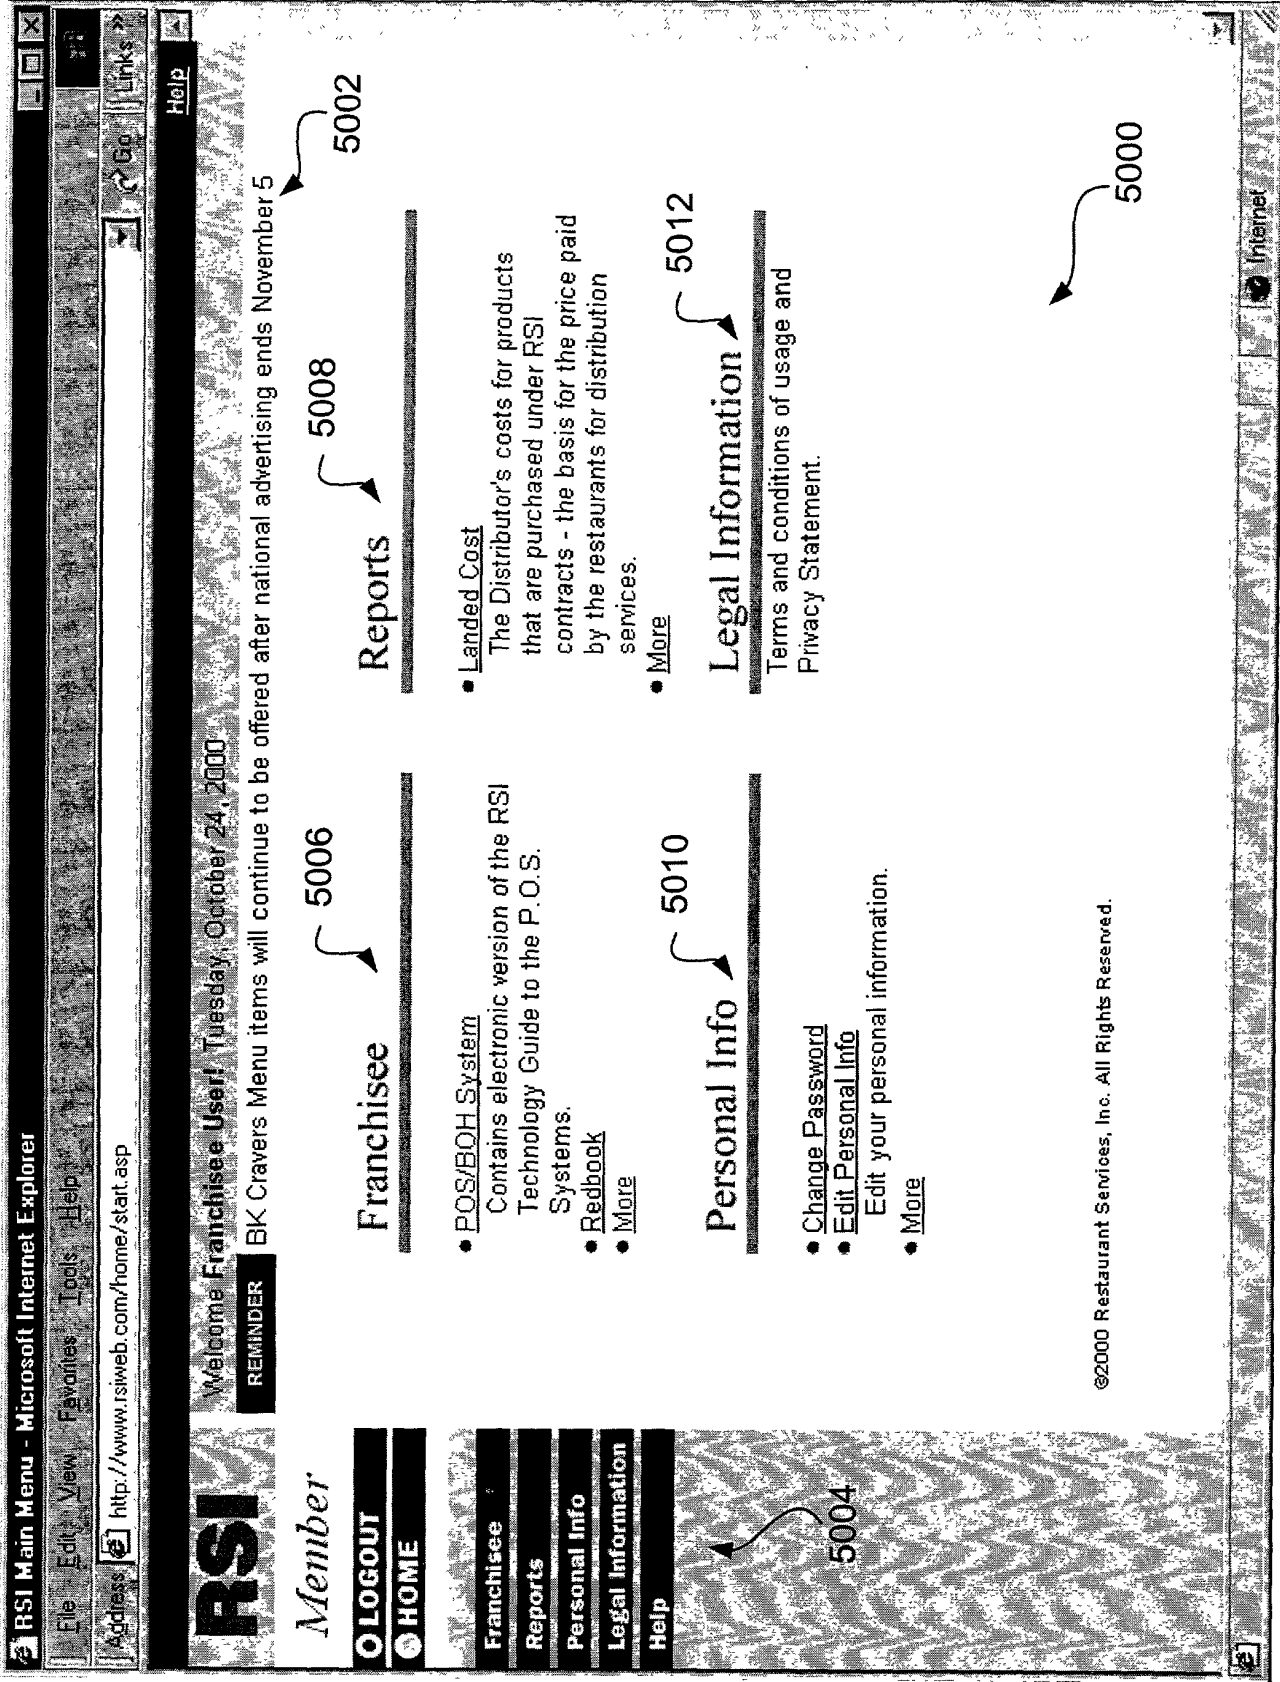 RSI Main Menu - Microsoft Internet Explorer
File Edit View Favorites Tools Help
Address http://www.rsiweb.com/home/start.asp Go Links »
Help
RSI
Welcome Franchisee User! Tuesday, October 24, 2000
REMINDER BK Cravers Menu items will continue to be offered after national advertising ends November 5
5002
Member
LOGOUT
HOME
Franchisee
Reports
Personal Info
Legal Information
Help
5004
5006
Franchisee
• POS/BOH System
Contains electronic version of the RSI
Technology Guide to the P.O.S.
Systems.
• Redbook
• More
5008
Reports
• Landed Cost
The Distributor's costs for products
that are purchased under RSI
contracts - the basis for the price paid
by the restaurants for distribution
services.
• More
5010
Personal Info
• Change Password
• Edit Personal Info
Edit your personal information.
• More
5012
Legal Information
Terms and conditions of usage and
Privacy Statement.
5000
©2000 Restaurant Services, Inc. All Rights Reserved.
Internet